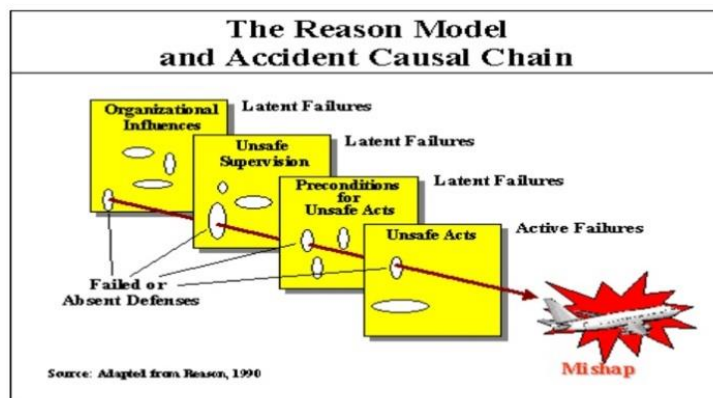 The Reason Model
and Accident Causal Chain
Organizational
Influences
Latent Failures
Unsafe
Supervision
Latent Failures
Preconditions
for
Unsafe Acts
Latent Failures
Unsafe Acts
Active Failures
Failed or
Absent Defenses
Mishap
Source: Adapted from Reason, 1990